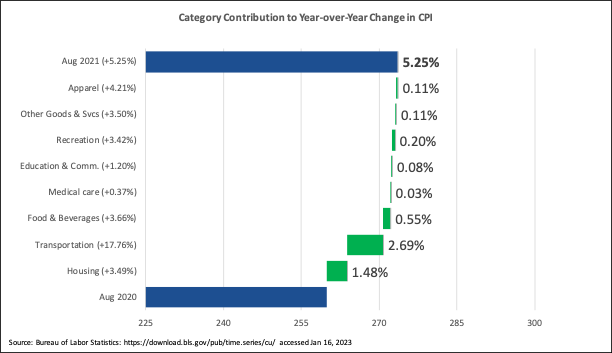 Category Contribution to Year-over-Year Change in CPI
Aug 2021 (+5.25%) 5.25%
Apparel (+4.21%) 0.11%
Other Goods & Svcs (+3.50%) 0.11%
Recreation (+3.42%) 0.20%
Education & Comm. (+1.20%) 0.08%
Medical care (+0.37%) 0.03%
Food & Beverages (+3.66%) 0.55%
Transportation (+17.76%) 2.69%
Housing (+3.49%) 1.48%
Aug 2020
225 240 255 270 285 300
Source: Bureau of Labor Statistics: https://download.bls.gov/pub/time.series/cu/ accessed Jan 16, 2023